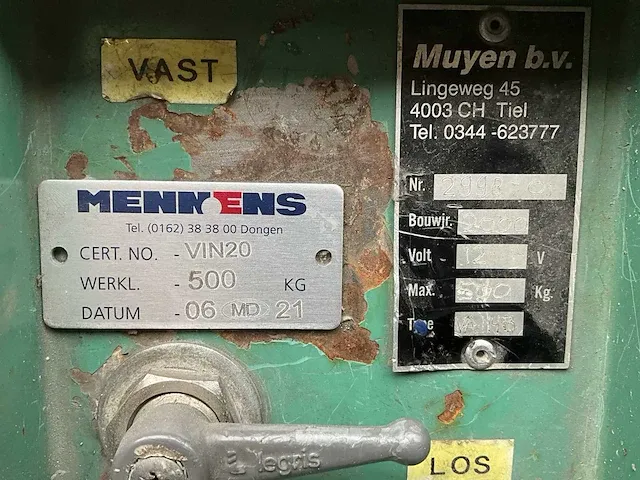 VAST
MENNENS
Tel. (0162) 38 38 00 Dongen
CERT. NO. - VIN20
WERKL. - 500 KG
DATUM - 06 MD 21
Muyen b.v.
Lingeweg 45
4003 CH Tiel
Tel. 0344-623777
Nr.
Bouwjr.
Volt 12 V
Max. Kg.
Type
legris
LOS